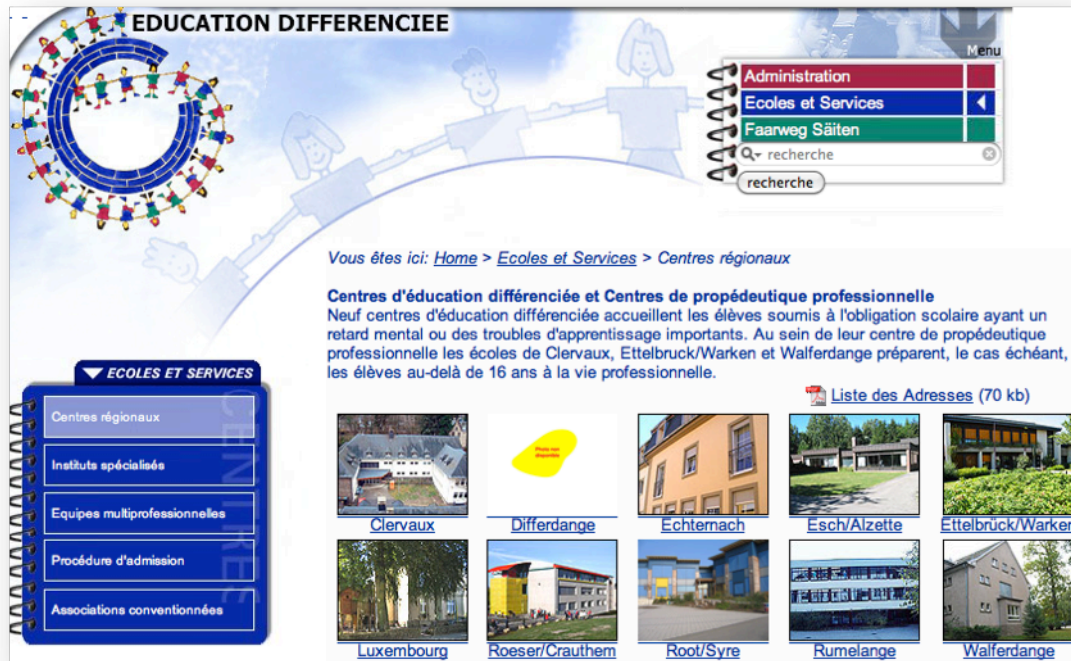 EDUCATION DIFFERENCIEE
Menu
Administration
Ecoles et Services
Faarweg Säiten
recherche
recherche
Vous êtes ici: Home > Ecoles et Services > Centres régionaux
Centres d'éducation différenciée et Centres de propédeutique professionnelle
Neuf centres d'éducation différenciée accueillent les élèves soumis à l'obligation scolaire ayant un
retard mental ou des troubles d'apprentissage importants. Au sein de leur centre de propédeutique
professionnelle les écoles de Clervaux, Ettelbruck/Warken et Walferdange préparent, le cas échéant,
les élèves au-delà de 16 ans à la vie professionnelle.
Liste des Adresses (70 kb)
ECOLES ET SERVICES
CENTRES
Centres régionaux
Instituts spécialisés
Equipes multiprofessionnelles
Procédure d'admission
Associations conventionnées
Photo non
disponible
Clervaux Differdange Echternach Esch/Alzette Ettelbrück/Warken
Luxembourg Roeser/Crauthem Root/Syre Rumelange Walferdange